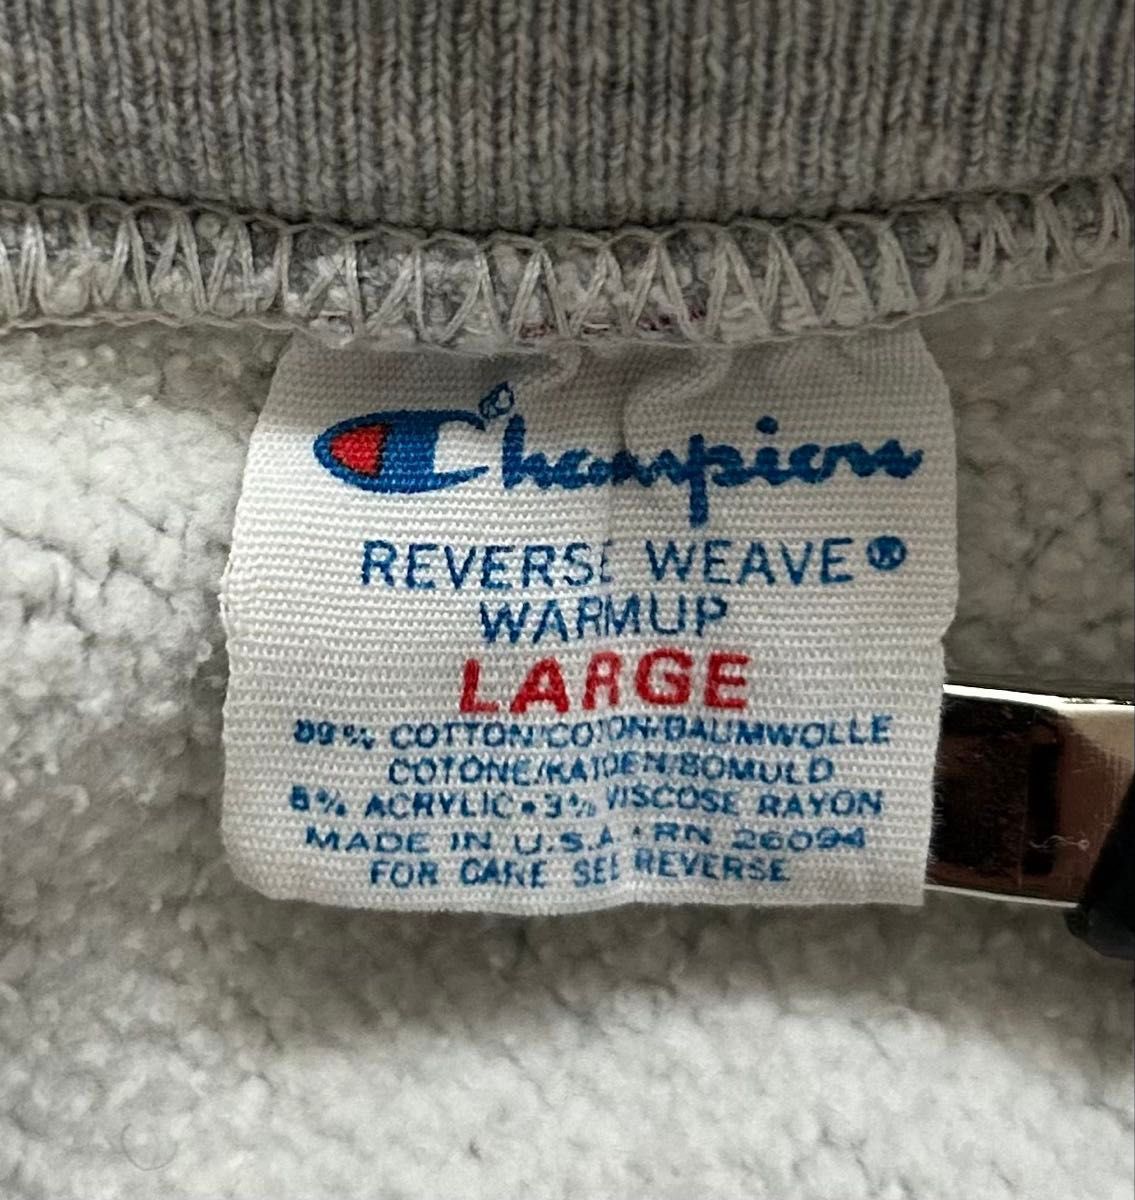 Champion
REVERSE WEAVE®
WARMUP
LARGE
89% COTTON/COTON/BAUMWOLLE
COTONE/KATOEN/BOMULD
8% ACRYLIC • 3% VISCOSE RAYON
MADE IN U.S.A. • RN 26094
FOR CARE SEE REVERSE